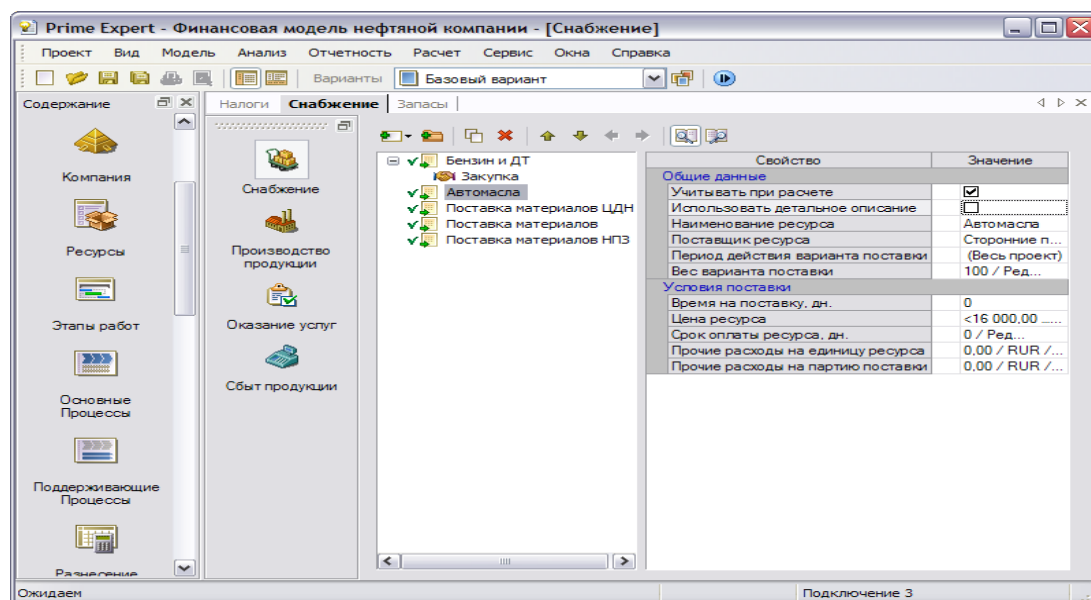 Prime Expert - Финансовая модель нефтяной компании - [Снабжение]
Проект Вид Модель Анализ Отчетность Расчет Сервис Окна Справка
Варианты Базовый вариант
Содержание
Налоги Снабжение Запасы
Компания
Ресурсы
Этапы работ
Основные
Процессы
Поддерживающие
Процессы
Разнесение
Снабжение
Производство
продукции
Оказание услуг
Сбыт продукции
Бензин и ДТ
Закупка
Автомасла
Поставка материалов ЦДН
Поставка материалов
Поставка материалов НПЗ
Свойство Значение
Общие данные
Учитывать при расчете
Использовать детальное описание
Наименование ресурса Автомасла
Поставщик ресурса Сторонние п...
Период действия варианта поставки (Весь проект)
Вес варианта поставки 100 / Ред...
Условия поставки
Время на поставку, дн. 0
Цена ресурса <16 000,00 ...
Срок оплаты ресурса, дн. 0 / Ред...
Прочие расходы на единицу ресурса 0,00 / RUR /...
Прочие расходы на партию поставки 0,00 / RUR /...
Ожидаем Подключение 3